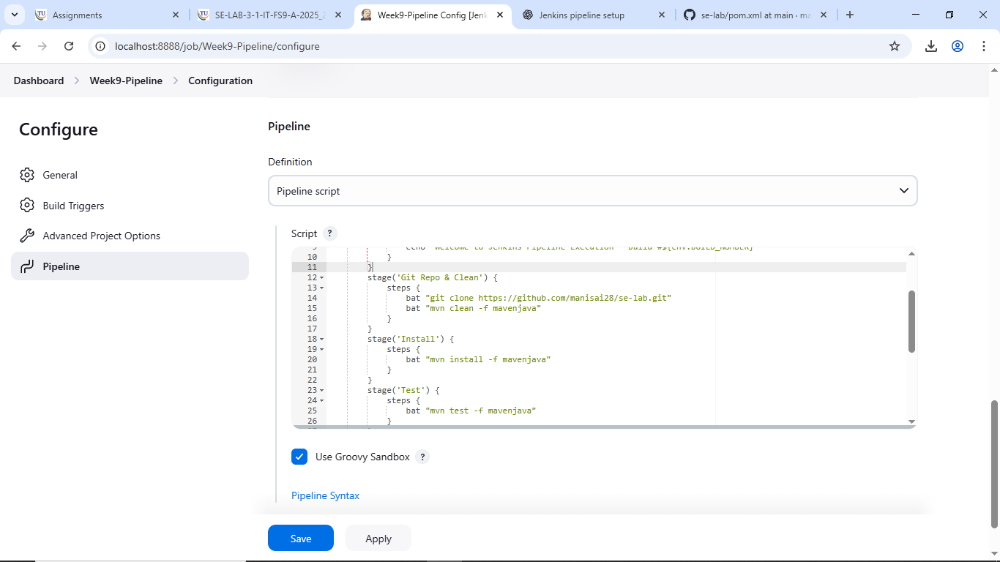 Assignments
SE-LAB-3-1-IT-FS9-A-2025_2
Week9-Pipeline Config [Jenk
Jenkins pipeline setup
se-lab/pom.xml at main · ma
localhost:8888/job/Week9-Pipeline/configure
Dashboard > Week9-Pipeline > Configuration
Configure
General
Build Triggers
Advanced Project Options
Pipeline
Pipeline
Definition
Pipeline script
Script ?
9 echo "Welcome to Jenkins Pipeline Execution - Build #${env.BUILD_NUMBER}"
10 }
11 }
12 stage('Git Repo & Clean') {
13 steps {
14 bat "git clone https://github.com/manisai28/se-lab.git"
15 bat "mvn clean -f mavenjava"
16 }
17 }
18 stage('Install') {
19 steps {
20 bat "mvn install -f mavenjava"
21 }
22 }
23 stage('Test') {
24 steps {
25 bat "mvn test -f mavenjava"
26 }
Use Groovy Sandbox ?
Pipeline Syntax
Save
Apply